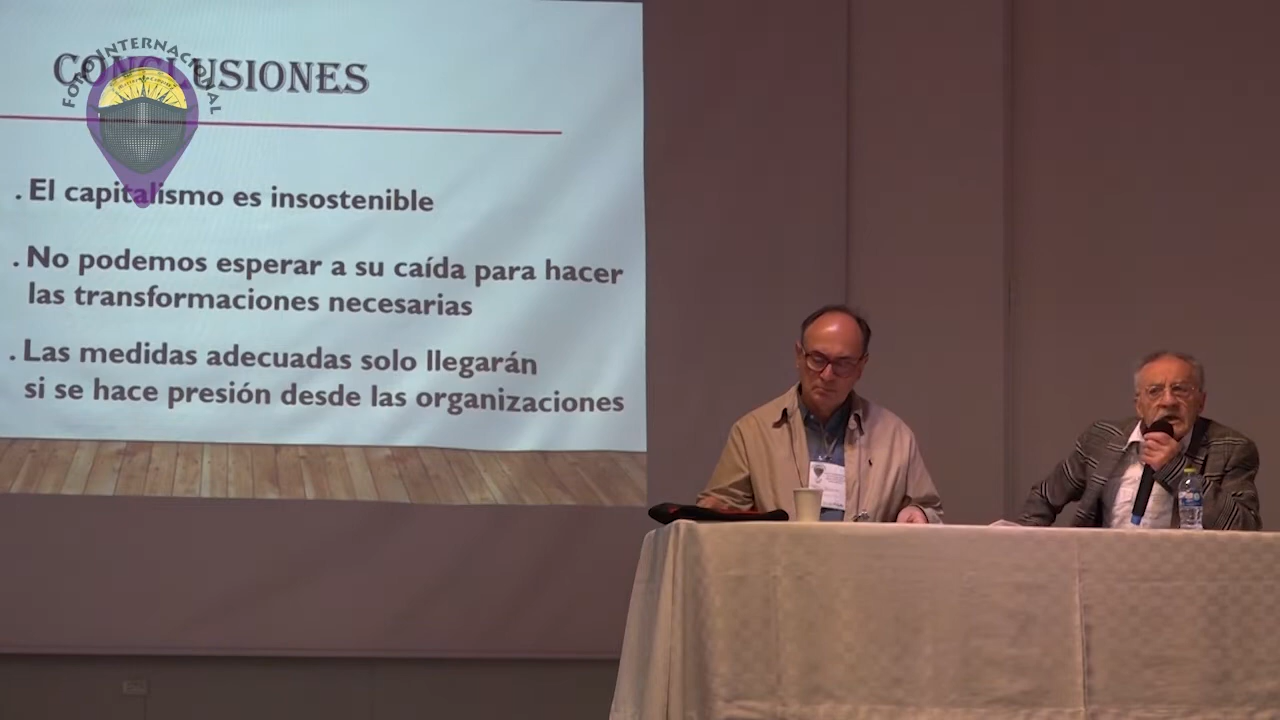 FORO INTERNACIONAL
CONCLUSIONES
. El capitalismo es insostenible
. No podemos esperar a su caída para hacer
las transformaciones necesarias
. Las medidas adecuadas solo llegarán
si se hace presión desde las organizaciones